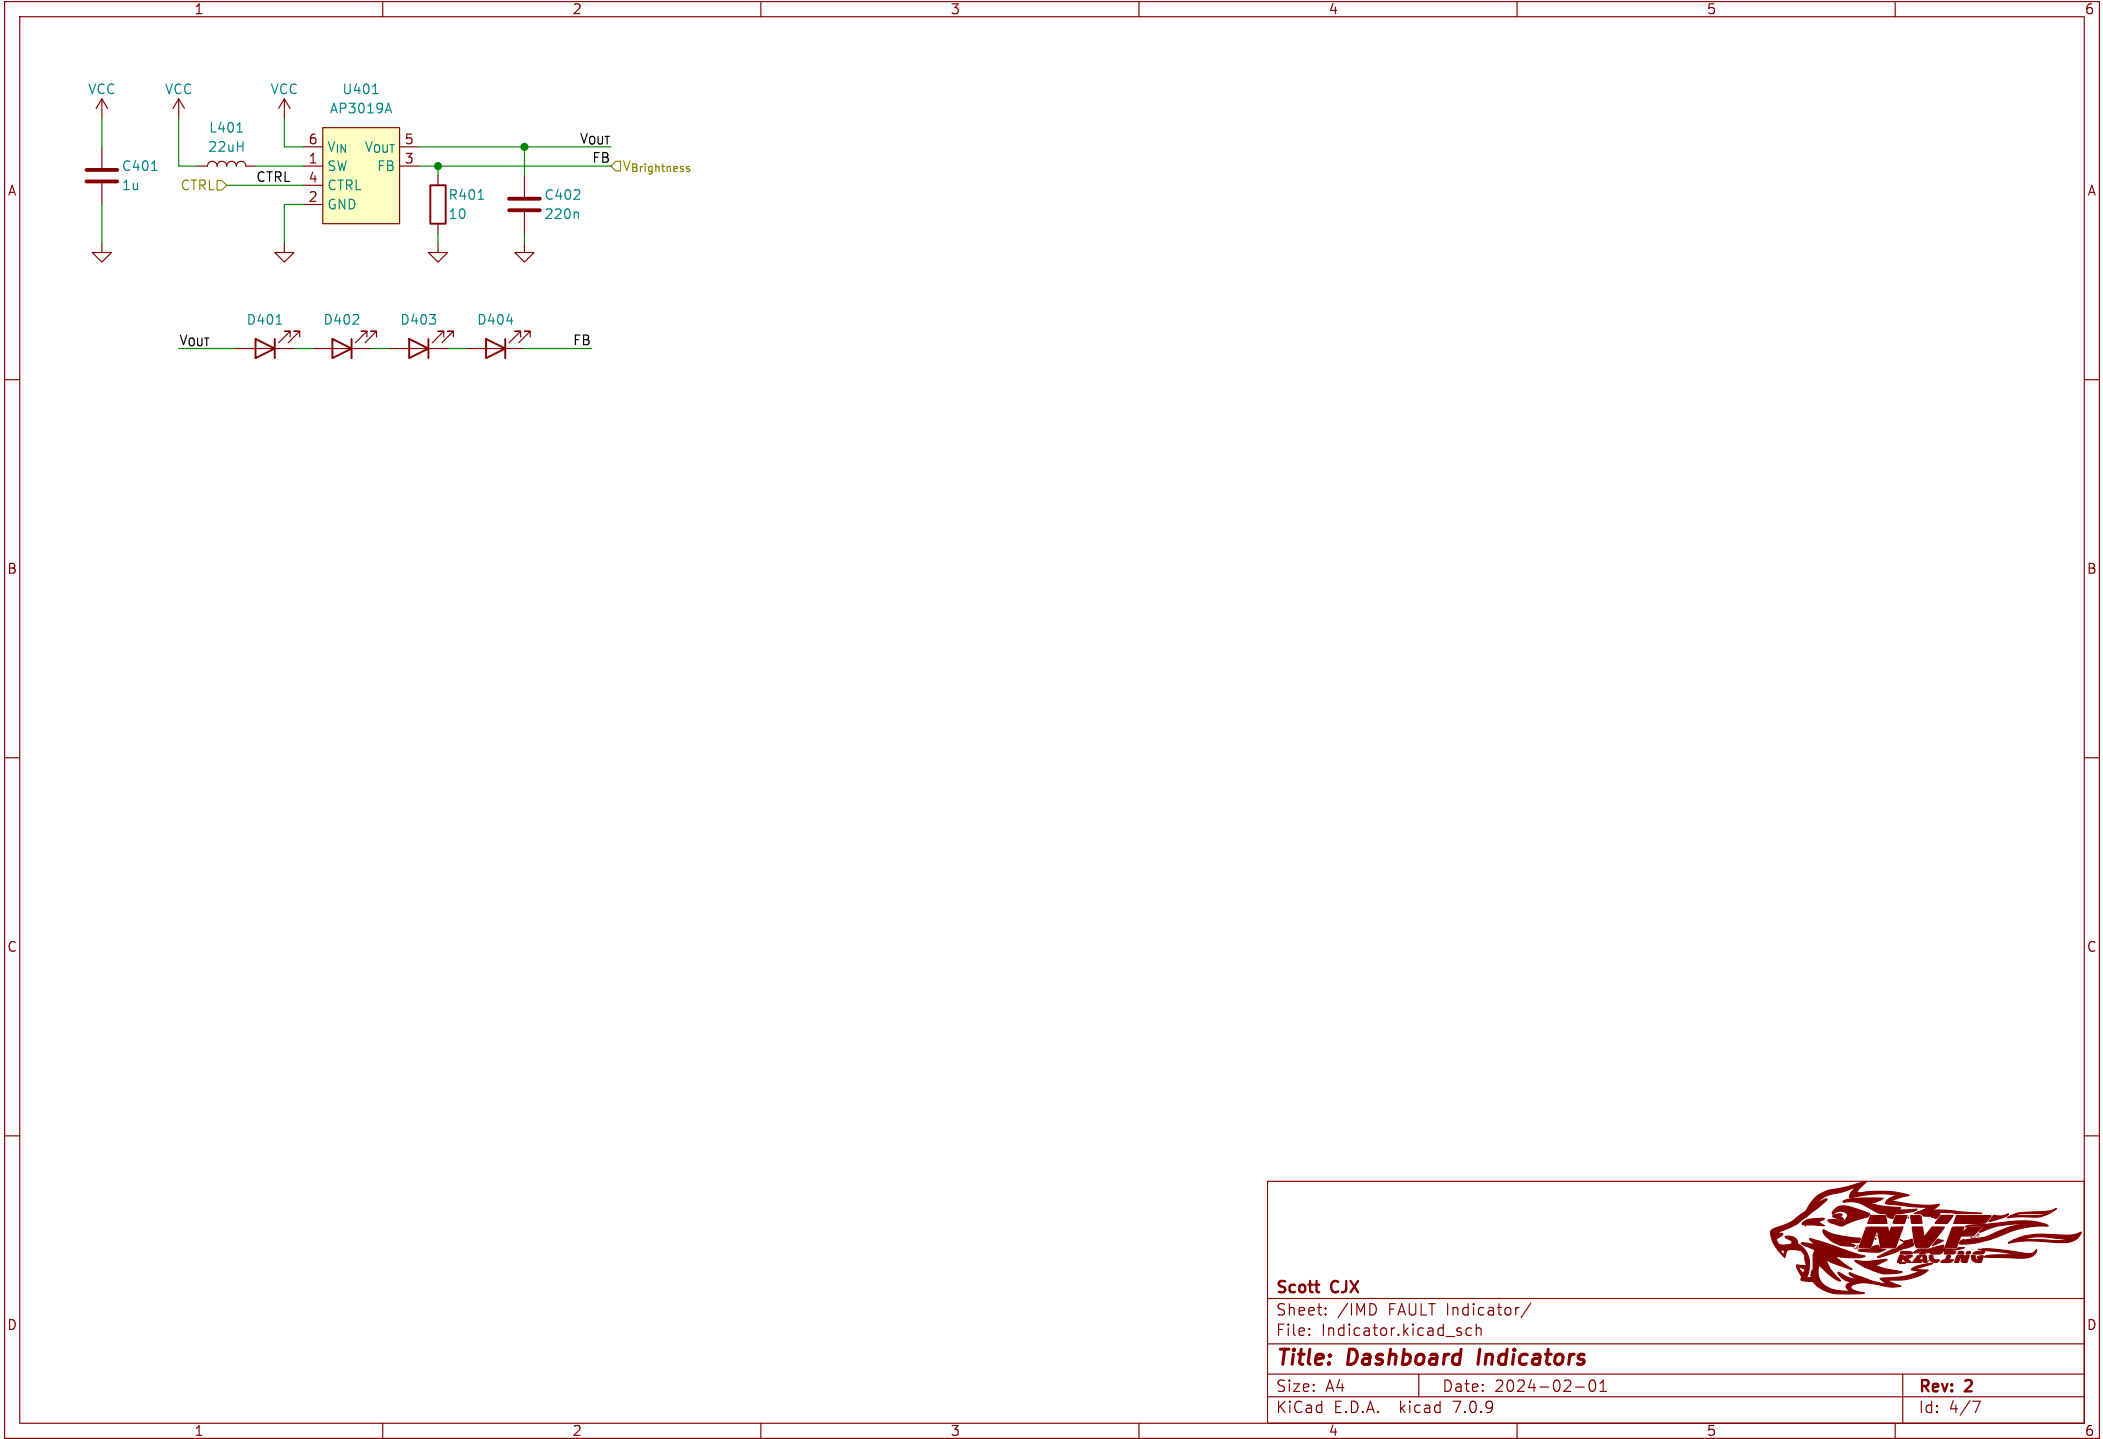 1 2 3 4 5 6
A A
B B
C C
D D
1 2 3 4 5 6
VCC VCC VCC
U401
AP3019A
L401
22uH
C401
1u
CTRL
CTRL
6
1
4
2
VIN
SW
CTRL
GND
VOUT
FB
5
3
VOUT
FB
VBrightness
R401
10
C402
220n
D401 D402 D403 D404
VOUT FB
NVP
RACING
Scott CJX
Sheet: /IMD FAULT Indicator/
File: Indicator.kicad_sch
Title: Dashboard Indicators
Size: A4 Date: 2024-02-01 Rev: 2
KiCad E.D.A. kicad 7.0.9 Id: 4/7